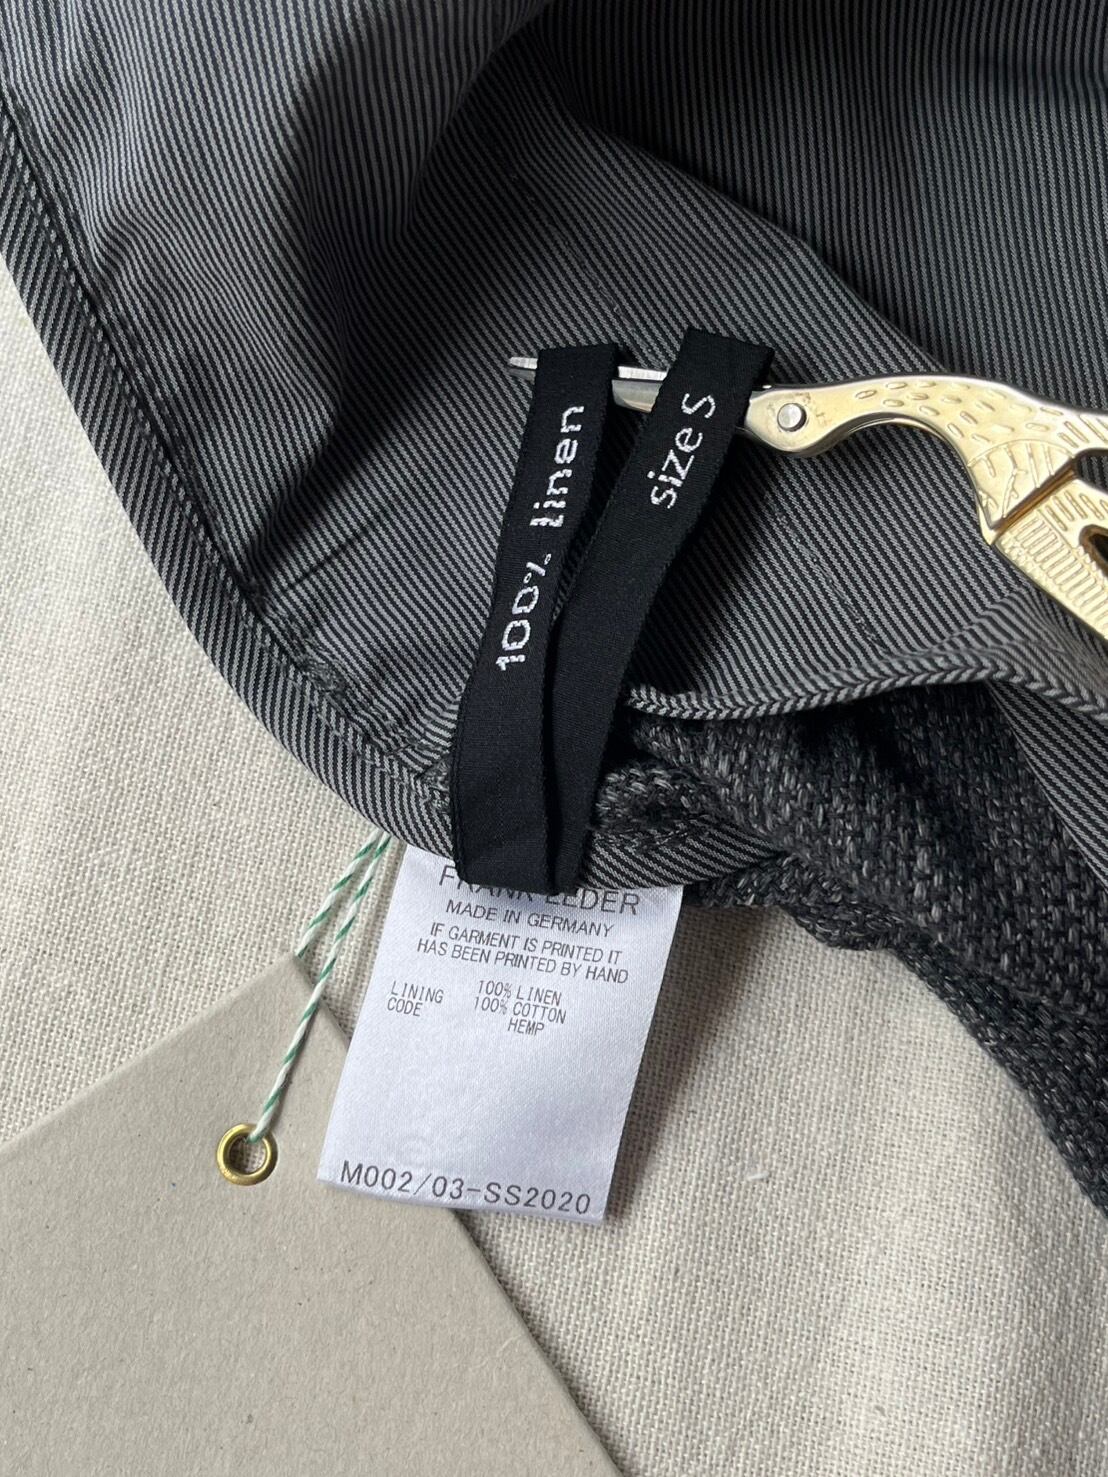 100% linen
size S
FRANK LEDER
MADE IN GERMANY
IF GARMENT IS PRINTED IT
HAS BEEN PRINTED BY HAND
100% LINEN
LINING 100% COTTON
CODE HEMP
M002/03-SS2020